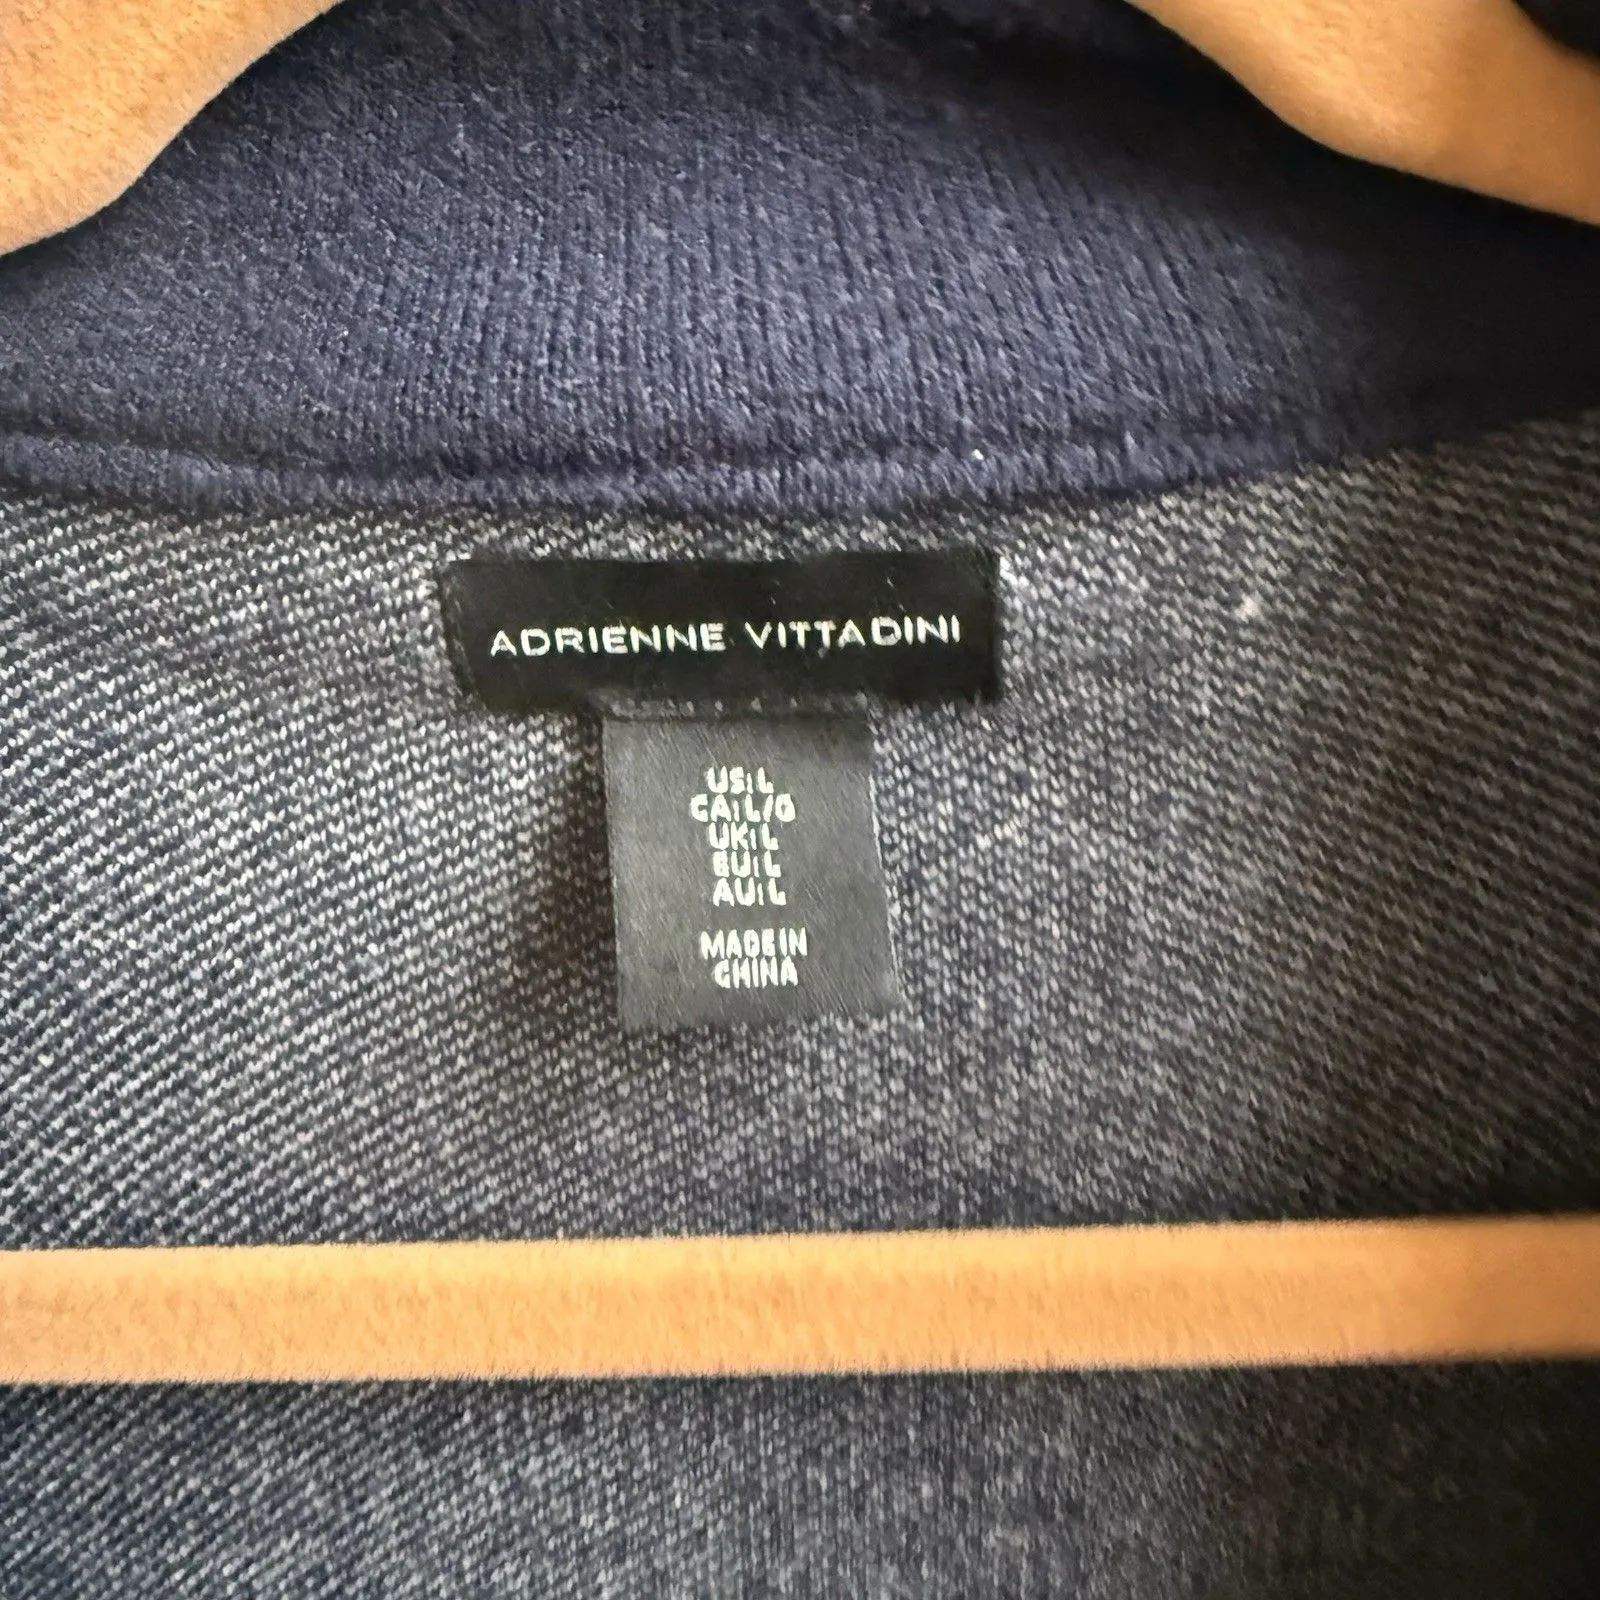 ADRIENNE VITTADINI
US:L
CA:L/G
UK:L
EU:L
AU:L
MADE IN
CHINA